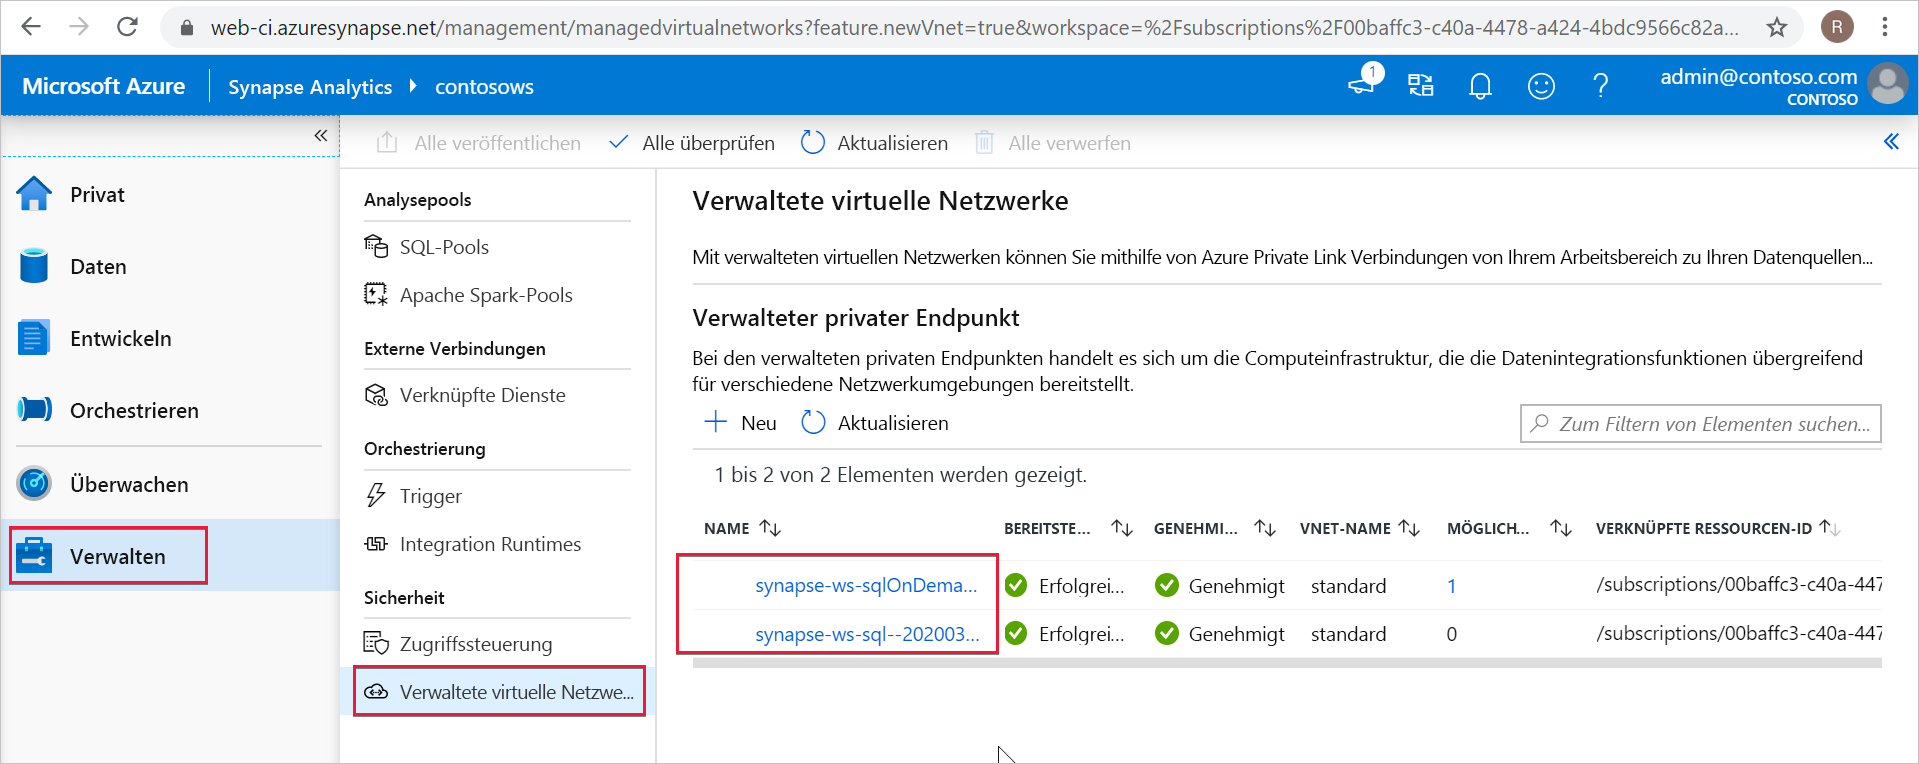 web-ci.azuresynapse.net/management/managedvirtualnetworks?feature.newVnet=true&workspace=%2Fsubscriptions%2F00baffc3-c40a-4478-a424-4bdc9566c82a...
R
Microsoft Azure
Synapse Analytics
contosows
1
?
admin@contoso.com
CONTOSO
Alle veröffentlichen
Alle überprüfen
Aktualisieren
Alle verwerfen
Privat
Daten
Entwickeln
Orchestrieren
Überwachen
Verwalten
Analysepools
SQL-Pools
Apache Spark-Pools
Externe Verbindungen
Verknüpfte Dienste
Orchestrierung
Trigger
Integration Runtimes
Sicherheit
Zugriffssteuerung
Verwaltete virtuelle Netzwe...
Verwaltete virtuelle Netzwerke
Mit verwalteten virtuellen Netzwerken können Sie mithilfe von Azure Private Link Verbindungen von Ihrem Arbeitsbereich zu Ihren Datenquellen...
Verwalteter privater Endpunkt
Bei den verwalteten privaten Endpunkten handelt es sich um die Computeinfrastruktur, die die Datenintegrationsfunktionen übergreifend
für verschiedene Netzwerkumgebungen bereitstellt.
Neu
Aktualisieren
Zum Filtern von Elementen suchen...
1 bis 2 von 2 Elementen werden gezeigt.
NAME BEREITSTE... GENEHMI... VNET-NAME MÖGLICH... VERKNÜPFTE RESSOURCEN-ID
synapse-ws-sqlOnDema... Erfolgrei... Genehmigt standard 1 /subscriptions/00baffc3-c40a-447
synapse-ws-sql--202003... Erfolgrei... Genehmigt standard 0 /subscriptions/00baffc3-c40a-447